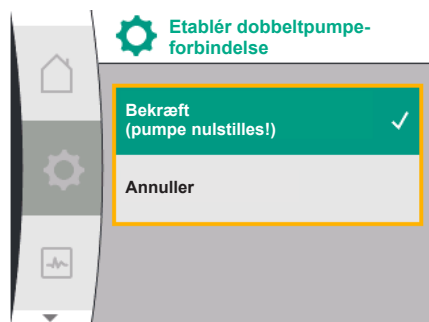 Etablér dobbeltpumpe-
forbindelse
Bekræft
(pumpe nulstilles!)
Annuller